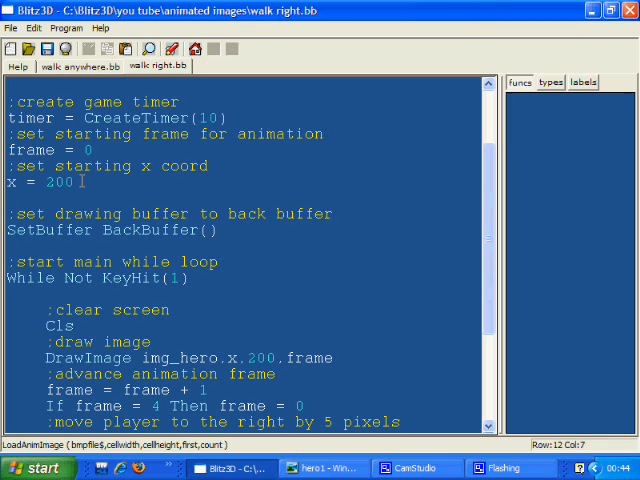 Blitz3D - C:\Blitz3D\you tube\animated images\walk right.bb
File Edit Program Help
Help walk anywhere.bb walk right.bb
funcs types labels
;create game timer
timer = CreateTimer(10)
;set starting frame for animation
frame = 0
;set starting x coord
x = 200
;set drawing buffer to back buffer
SetBuffer BackBuffer()
;start main while loop
While Not KeyHit(1)
;clear screen
Cls
;draw image
DrawImage img_hero,x,200,frame
;advance animation frame
frame = frame + 1
If frame = 4 Then frame = 0
;move player to the right by 5 pixels
LoadAnimImage ( bmpfile$,cellwidth,cellheight,first,count )
Row:12 Col:7
start
Blitz3D - C:\...
hero1 - Win...
CamStudio
Flashing
00:44